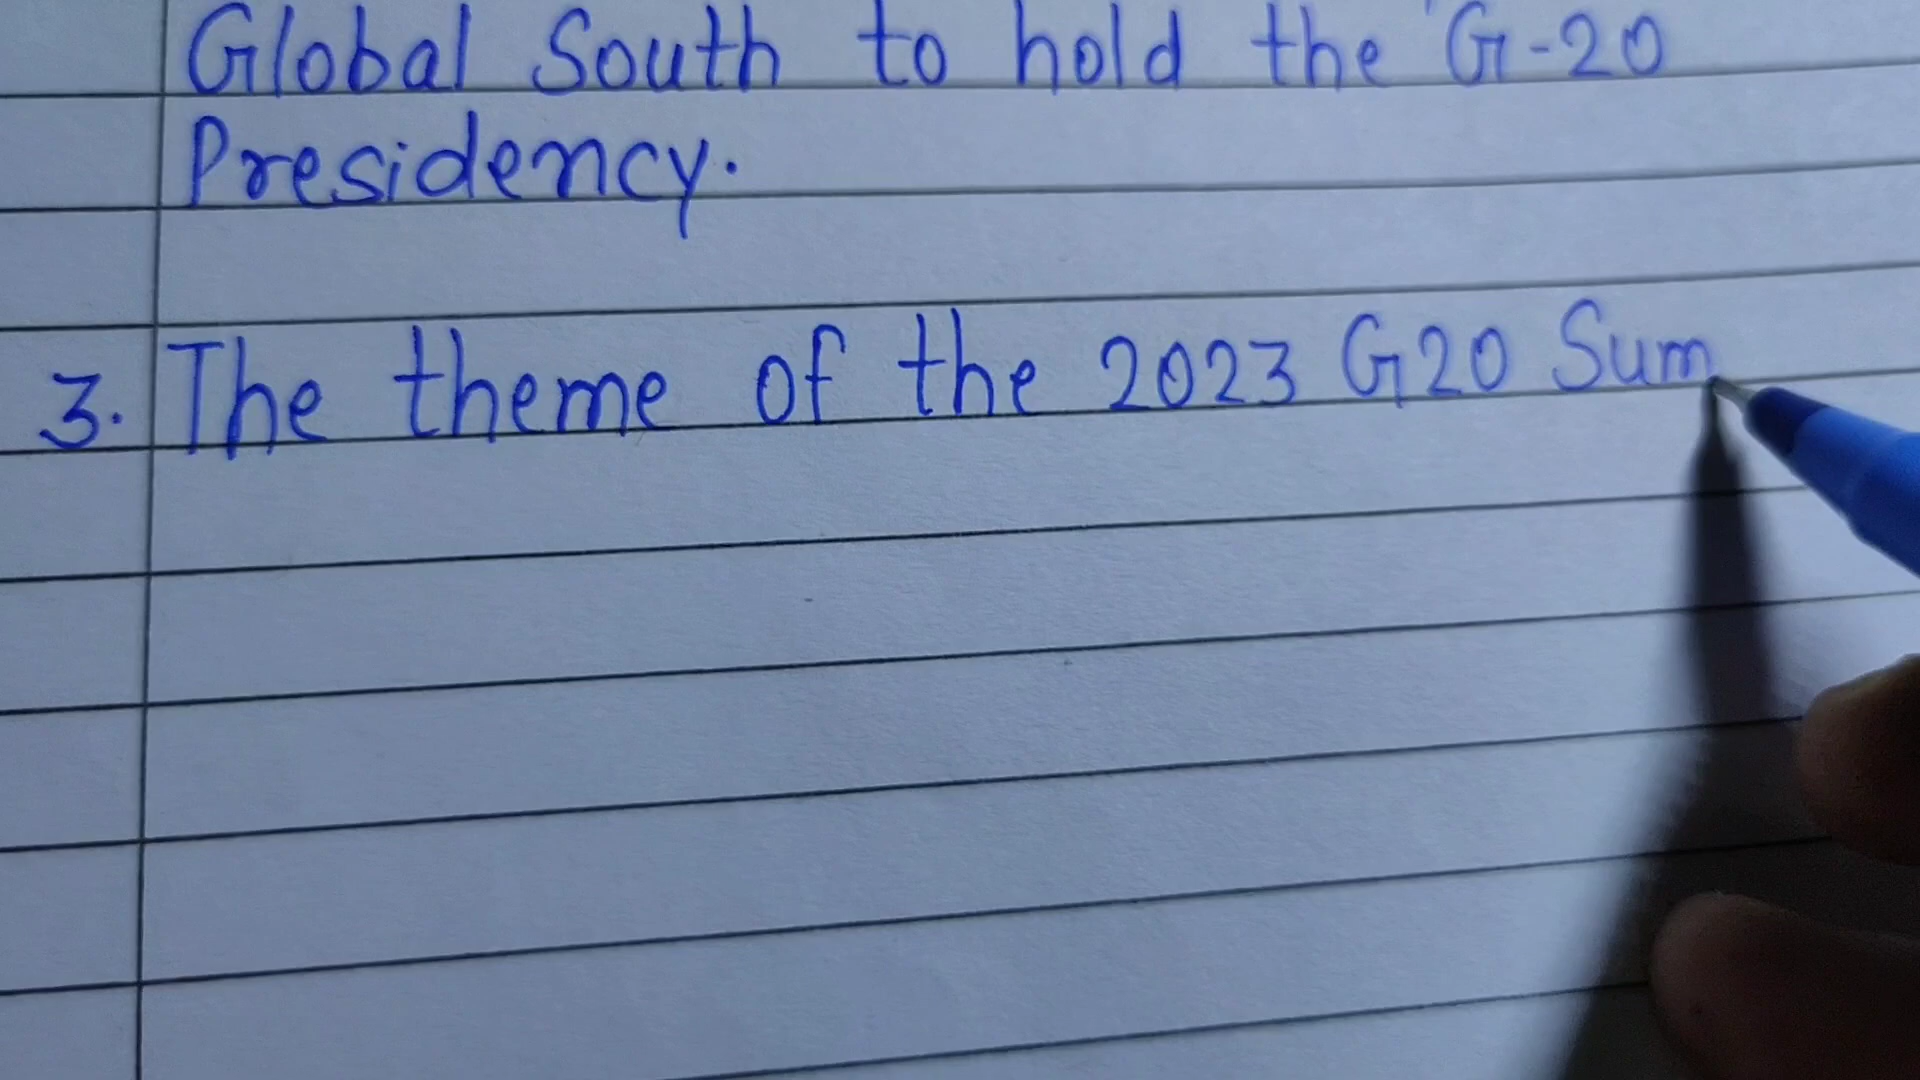 Global South to hold the G-20
Presidency.
3. The theme of the 2023 G20 Sum